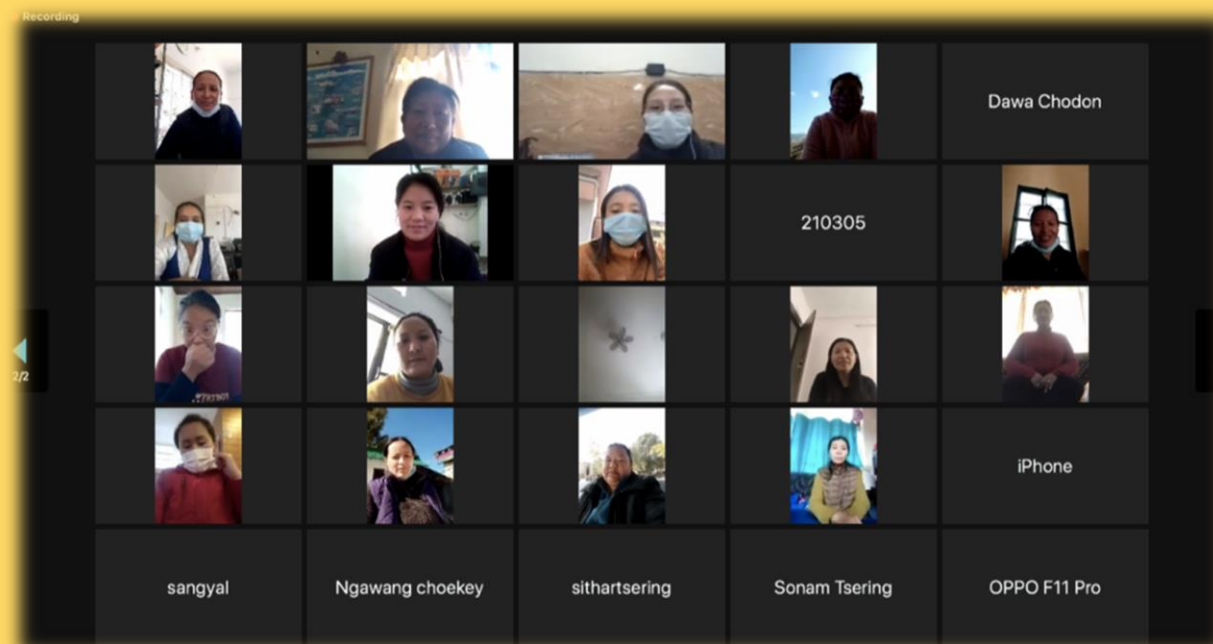 Recording
Dawa Chodon
210305
2/2
iPhone
sangyal
Ngawang choekey
sithartsering
Sonam Tsering
OPPO F11 Pro